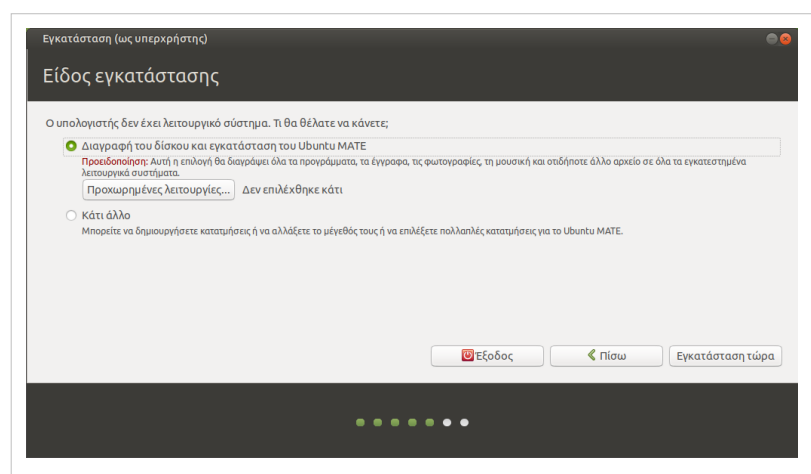 Εγκατάσταση (ως υπερχρήστης)
Είδος εγκατάστασης
Ο υπολογιστής δεν έχει λειτουργικό σύστημα. Τι θα θέλατε να κάνετε;
Διαγραφή του δίσκου και εγκατάσταση του Ubuntu MATE
Προειδοποίηση: Αυτή η επιλογή θα διαγράψει όλα τα προγράμματα, τα έγγραφα, τις φωτογραφίες, τη μουσική και οτιδήποτε άλλο αρχείο σε όλα τα εγκατεστημένα
λειτουργικά συστήματα.
Προχωρημένες λειτουργίες... Δεν επιλέχθηκε κάτι
Κάτι άλλο
Μπορείτε να δημιουργήσετε κατατμήσεις ή να αλλάξετε το μέγεθός τους ή να επιλέξετε πολλαπλές κατατμήσεις για το Ubuntu MATE.
Έξοδος Πίσω Εγκατάσταση τώρα